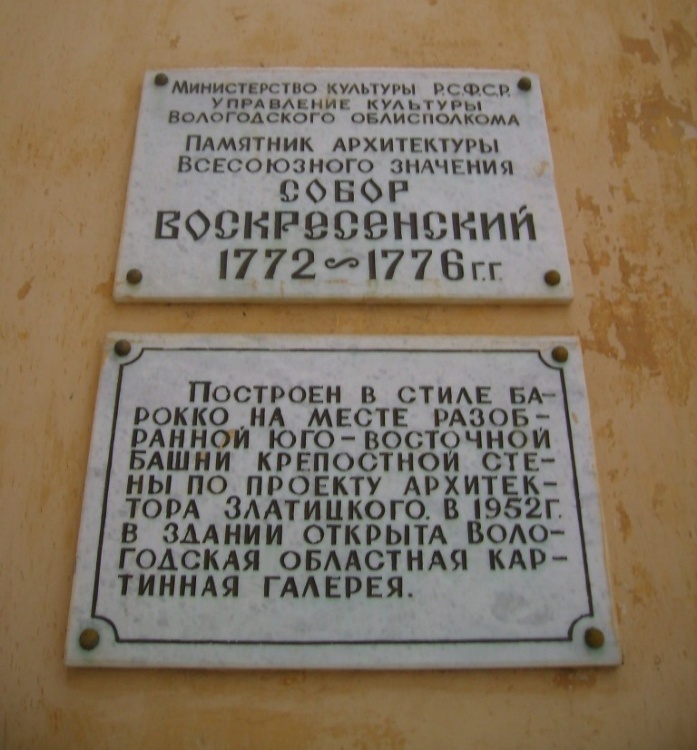 Министерство культуры Р.С.Ф.С.Р.
Управление культуры
Вологодского облисполкома
Памятник архитектуры
Всесоюзного значения
СОБОР
ВОСКРЕСЕНСКИЙ
1772~1776г.г.
Построен в стиле ба-
рокко на месте разоб-
ранной юго-восточной
башни крепостной сте-
ны по проекту архитек-
тора Златицкого. В 1952г.
в здании открыта Воло-
годская областная кар-
тинная галерея.